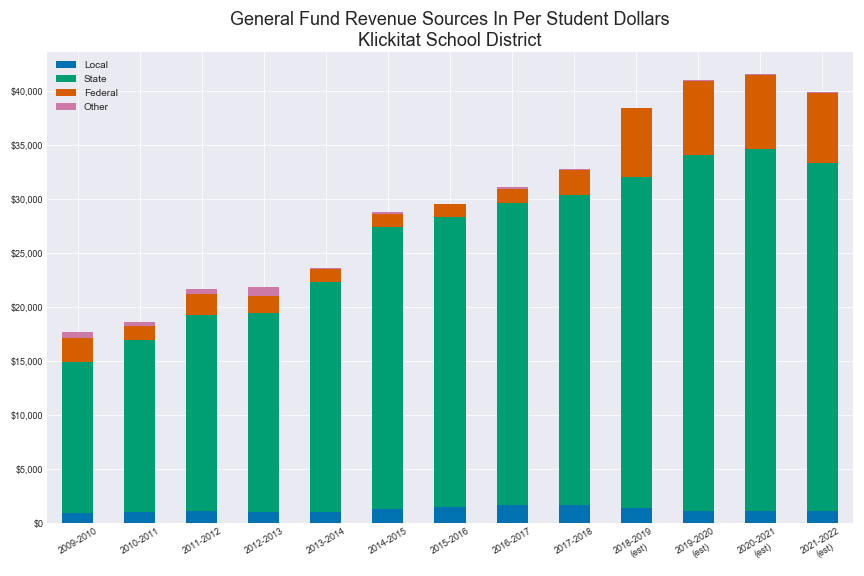 General Fund Revenue Sources In Per Student Dollars
Klickitat School District
Local
State
Federal
Other
$40,000
$35,000
$30,000
$25,000
$20,000
$15,000
$10,000
$5,000
$0
2009-2010
2010-2011
2011-2012
2012-2013
2013-2014
2014-2015
2015-2016
2016-2017
2017-2018
2018-2019
(est)
2019-2020
(est)
2020-2021
(est)
2021-2022
(est)